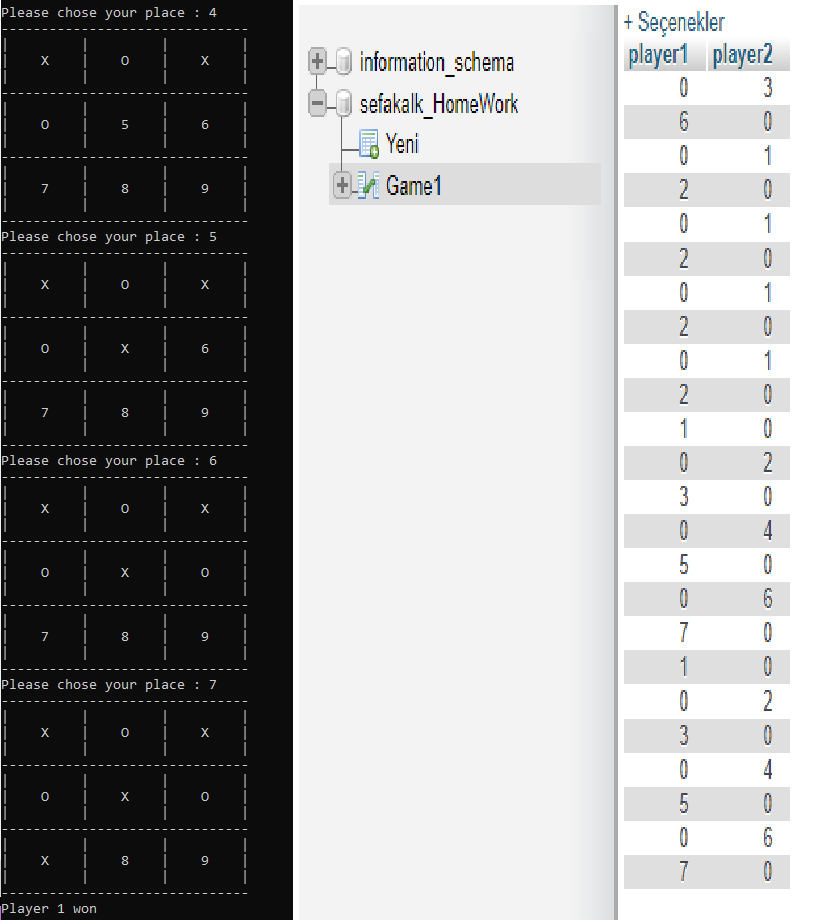 Please chose your place : 4
X O X
O 5 6
7 8 9
Please chose your place : 5
X O X
O X 6
7 8 9
Please chose your place : 6
X O X
O X O
7 8 9
Please chose your place : 7
X O X
O X O
X 8 9
Player 1 won
information_schema
sefakalk_HomeWork
Yeni
Game1
+ Seçenekler
player1 player2
0 3
6 0
0 1
2 0
0 1
2 0
0 1
2 0
0 1
2 0
1 0
0 2
3 0
0 4
5 0
0 6
7 0
1 0
0 2
3 0
0 4
5 0
0 6
7 0